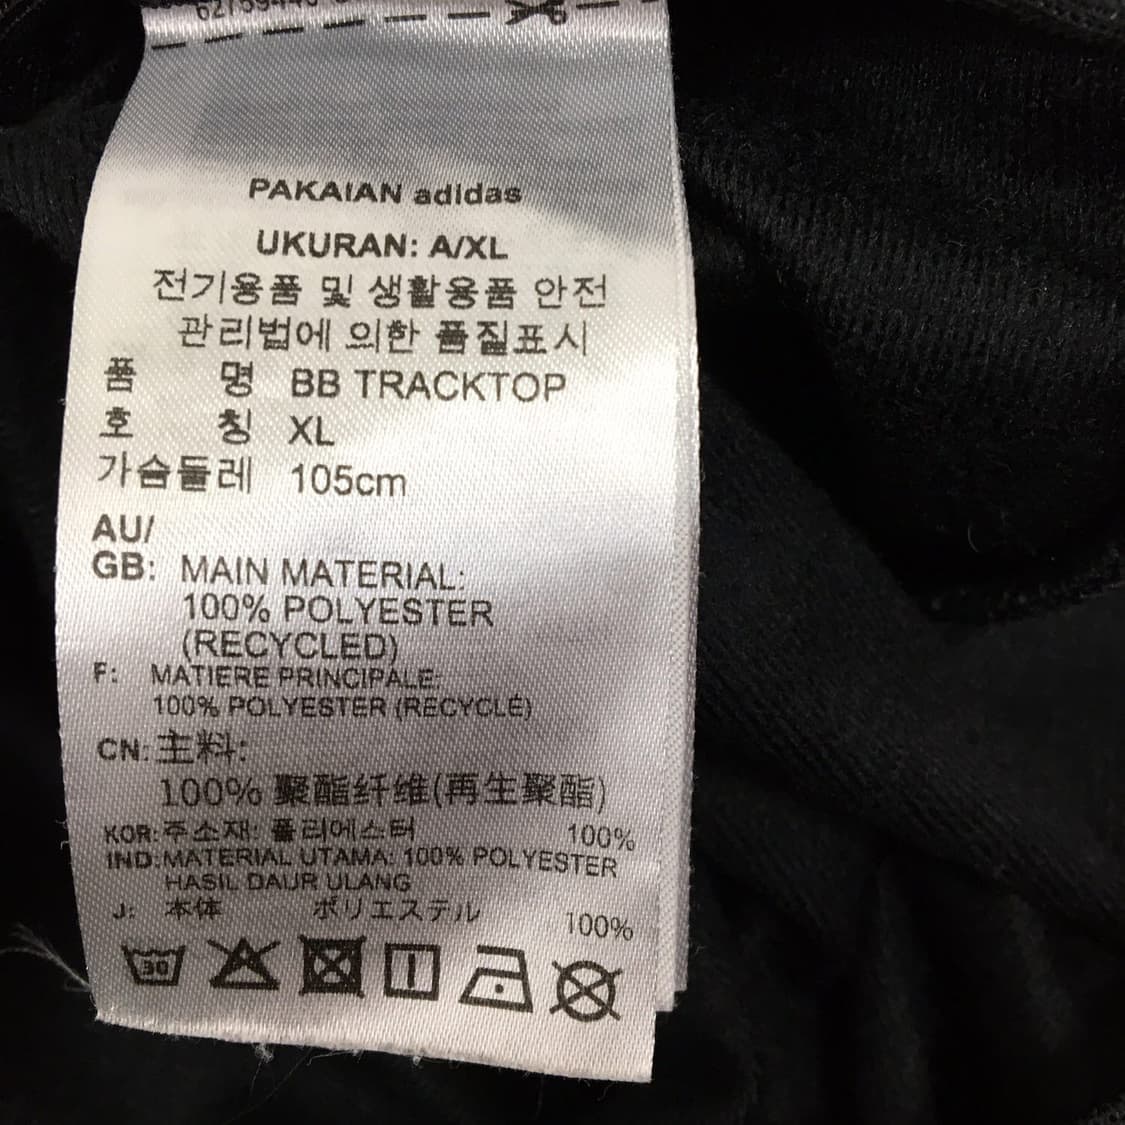 PAKAIAN adidas
UKURAN: A/XL
전기용품 및 생활용품 안전
관리법에 의한 품질표시
품 명 BB TRACKTOP
호 칭 XL
가슴둘레 105cm
AU/
GB: MAIN MATERIAL:
100% POLYESTER
(RECYCLED)
F: MATIERE PRINCIPALE:
100% POLYESTER (RECYCLÉ)
CN: 主料:
100% 聚酯纤维(再生聚酯)
KOR: 주소재: 폴리에스터 100%
IND: MATERIAL UTAMA: 100% POLYESTER
HASIL DAUR ULANG
J: 本体 ポリエステル 100%
30